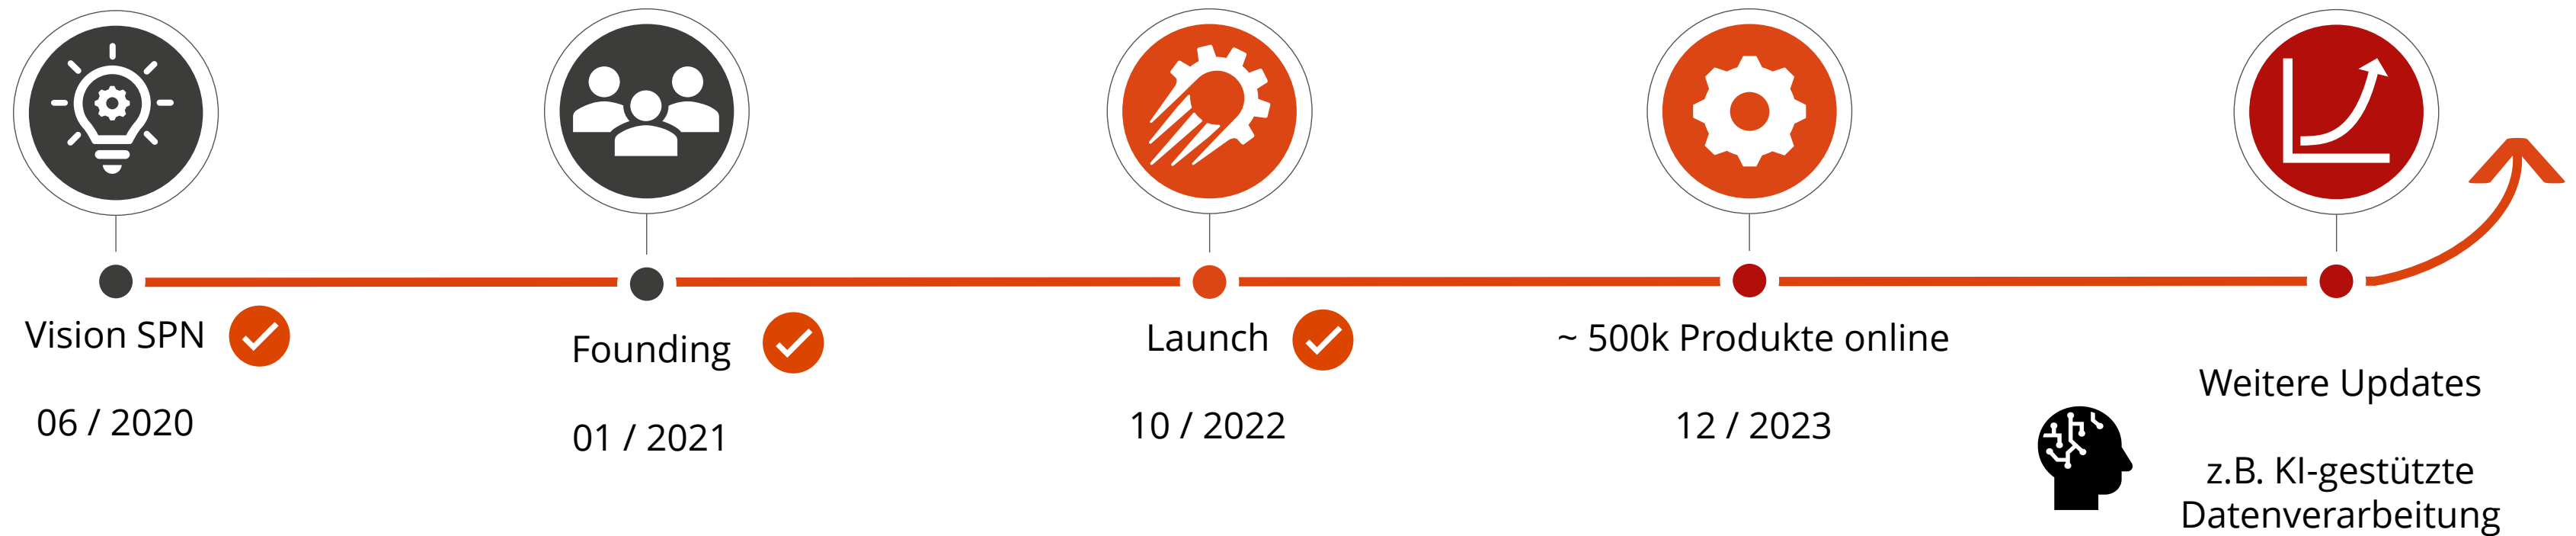 Vision SPN
06 / 2020
Founding
01 / 2021
Launch
10 / 2022
~ 500k Produkte online
12 / 2023
Weitere Updates
z.B. KI-gestützte
Datenverarbeitung